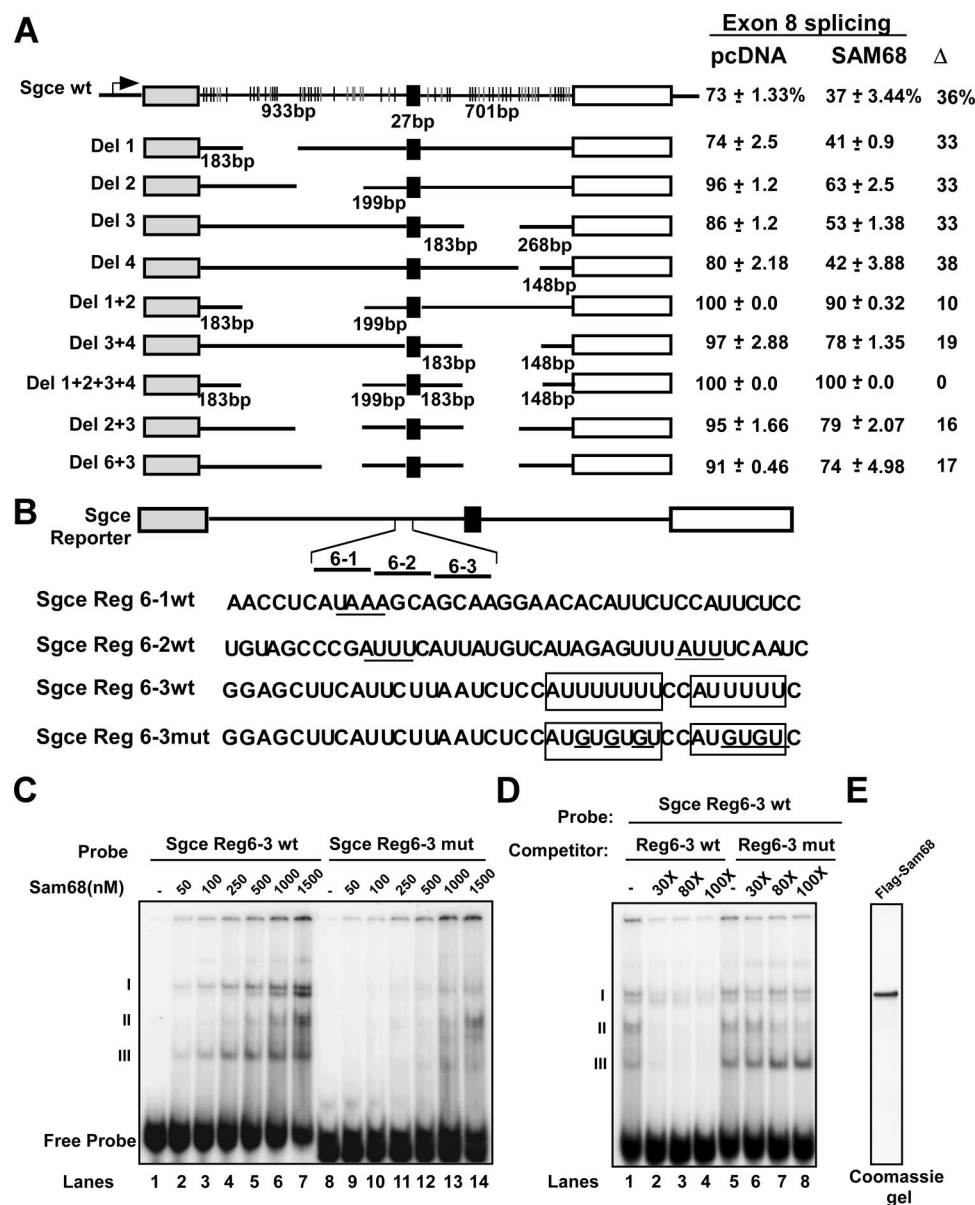 A
Exon 8 splicing
pcDNA SAM68 Δ
Sgce wt 933bp 27bp 701bp 73 ± 1.33% 37 ± 3.44% 36%
Del 1 183bp 74 ± 2.5 41 ± 0.9 33
Del 2 199bp 96 ± 1.2 63 ± 2.5 33
Del 3 183bp 268bp 86 ± 1.2 53 ± 1.38 33
Del 4 148bp 80 ± 2.18 42 ± 3.88 38
Del 1+2 183bp 199bp 100 ± 0.0 90 ± 0.32 10
Del 3+4 183bp 148bp 97 ± 2.88 78 ± 1.35 19
Del 1+2+3+4 183bp 199bp 183bp 148bp 100 ± 0.0 100 ± 0.0 0
Del 2+3 95 ± 1.66 79 ± 2.07 16
Del 6+3 91 ± 0.46 74 ± 4.98 17
B
Sgce
Reporter
6-1 6-2 6-3
Sgce Reg 6-1wt AACCUCAUAAAGCAGCAAGGAACACAUUCUCCAUUCUCC
Sgce Reg 6-2wt UGUAGCCCGAUUUCAUUAUGUCAUAGAGUUUAUUUCAAUC
Sgce Reg 6-3wt GGAGCUUCAUUCUUAAUCUCCAUUUUUUUCCAUUUUUC
Sgce Reg 6-3mut GGAGCUUCAUUCUUAAUCUCCAUGUGUGUCCAUGUGUC
C
Probe Sgce Reg6-3 wt Sgce Reg6-3 mut
Sam68(nM) - 50 100 250 500 1000 1500 - 50 100 250 500 1000 1500
I
II
III
Free Probe
Lanes 1 2 3 4 5 6 7 8 9 10 11 12 13 14
D
Probe: Sgce Reg6-3 wt
Competitor: Reg6-3 wt Reg6-3 mut
- 30X 80X 100X - 30X 80X 100X
I
II
III
Lanes 1 2 3 4 5 6 7 8
E
Flag-Sam68
Coomassie
gel